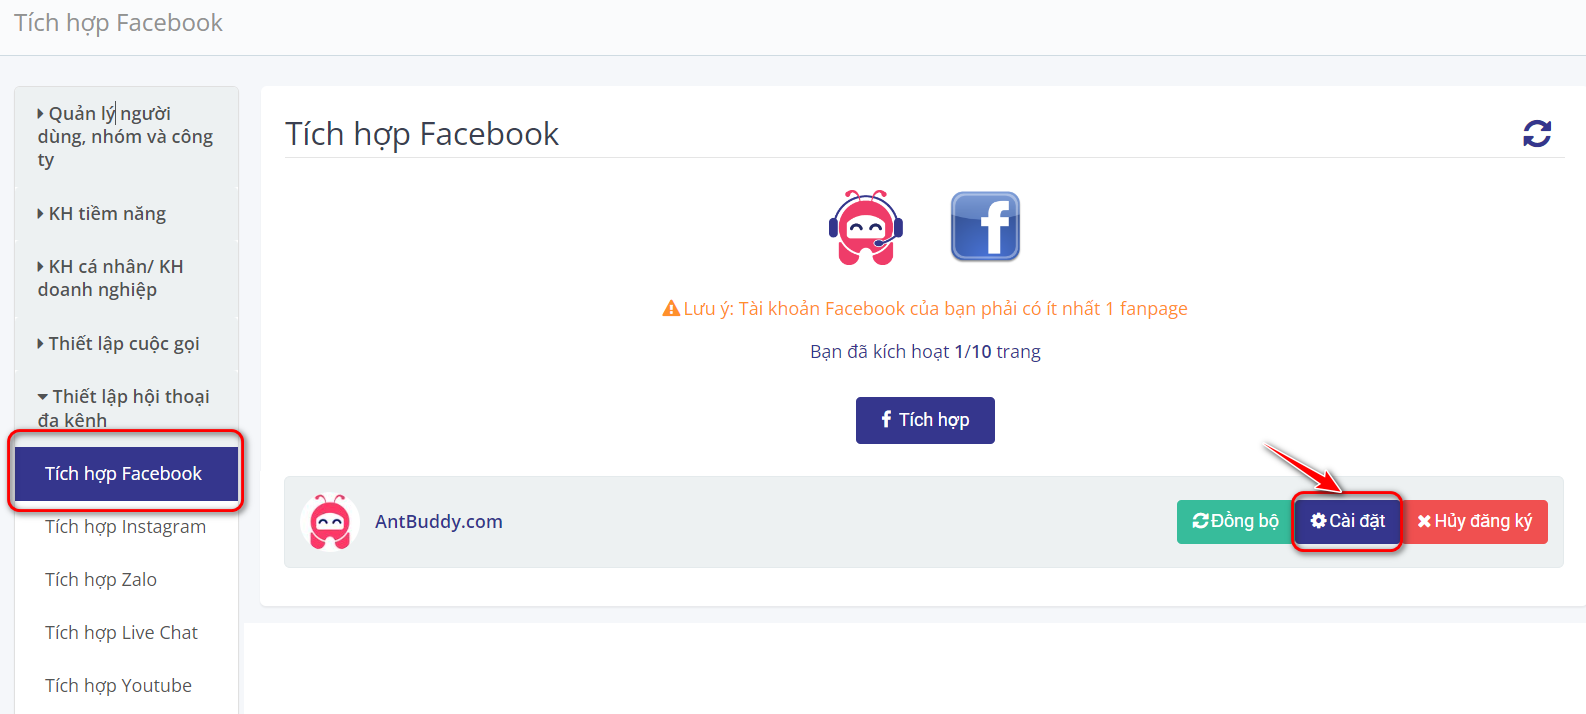 Tích hợp Facebook
Quản lý người
dùng, nhóm và công
ty
KH tiềm năng
KH cá nhân/ KH
doanh nghiệp
Thiết lập cuộc gọi
Thiết lập hội thoại
đa kênh
Tích hợp Facebook
Tích hợp Instagram
Tích hợp Zalo
Tích hợp Live Chat
Tích hợp Youtube
Tích hợp Facebook
f
Lưu ý: Tài khoản Facebook của bạn phải có ít nhất 1 fanpage
Bạn đã kích hoạt 1/10 trang
f Tích hợp
AntBuddy.com
Đồng bộ
Cài đặt
Hủy đăng ký